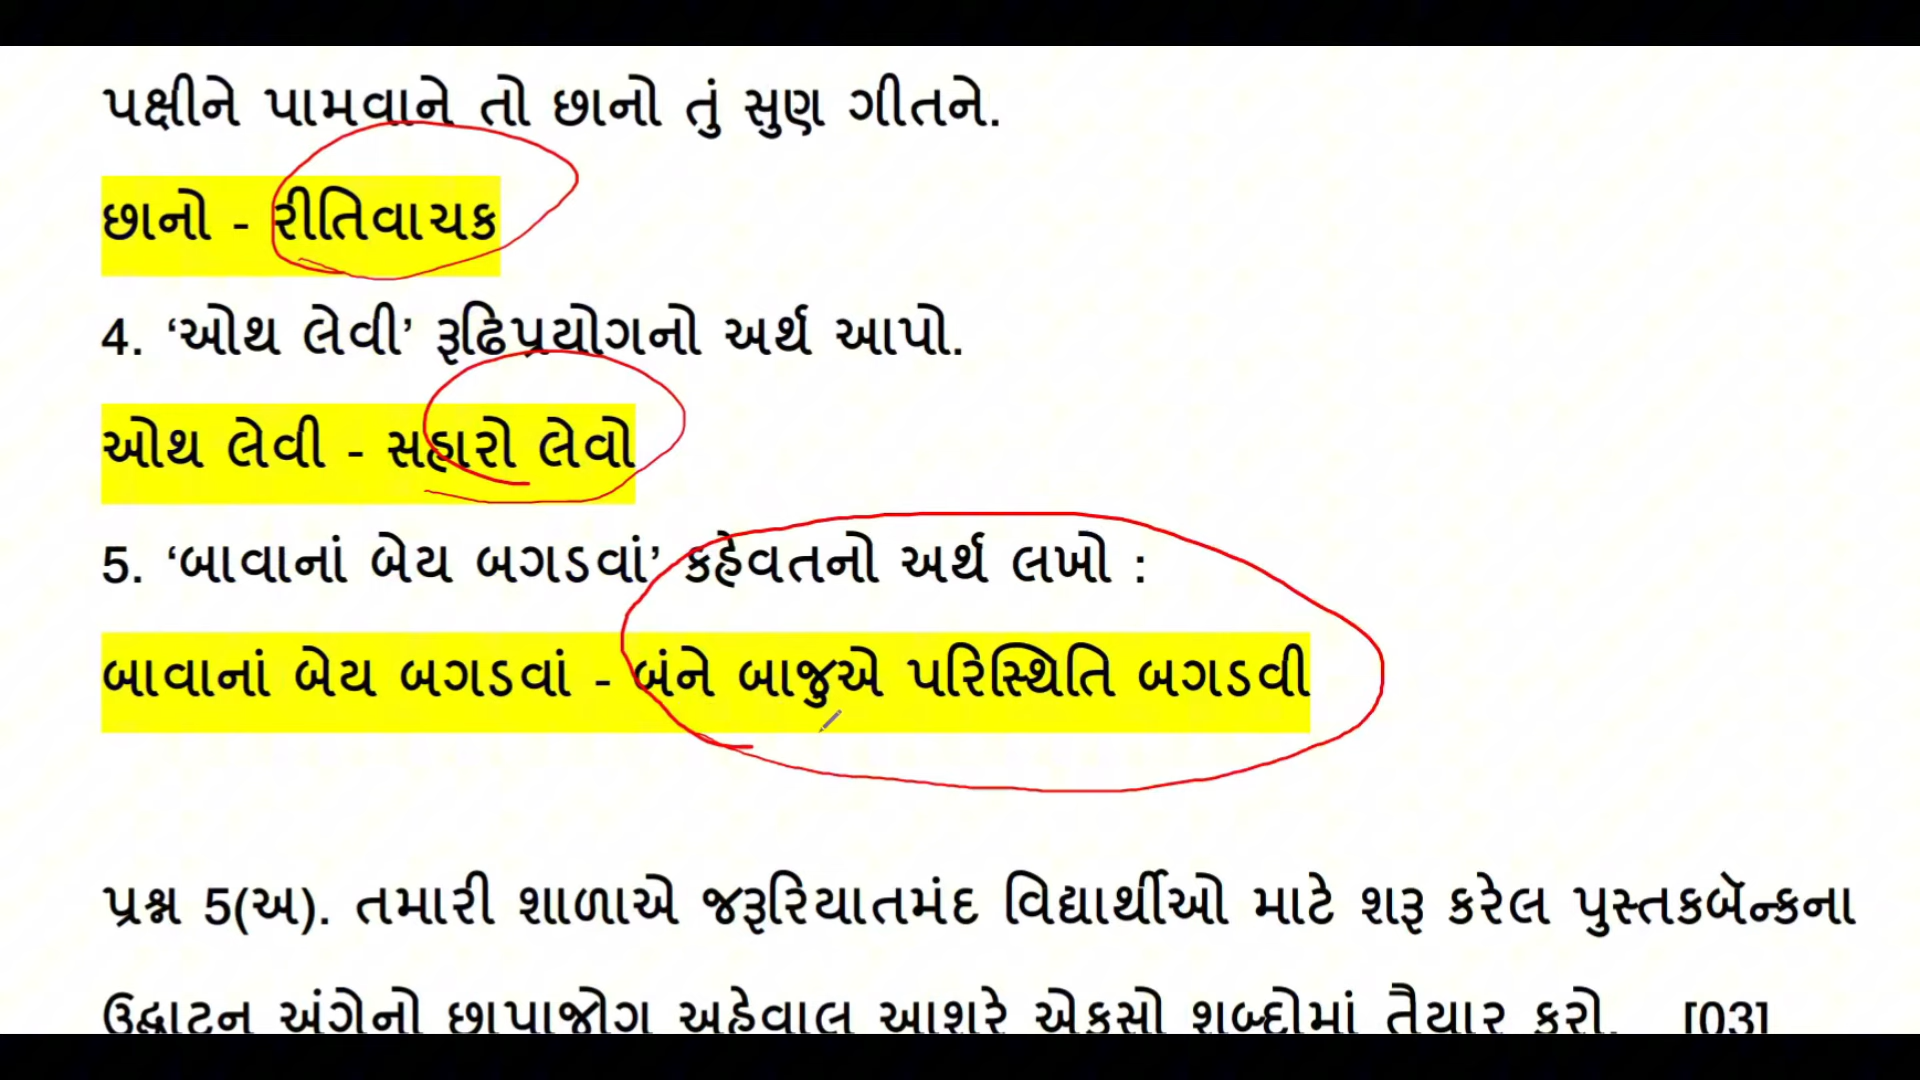 પક્ષીને પામવાને તો છાનો તું સુણ ગીતને.
છાનો - રીતિવાચક
4. ‘ઓથ લેવી’ રૂઢિપ્રયોગનો અર્થ આપો.
ઓથ લેવી - સહારો લેવો
5. ‘બાવાનાં બેય બગડવાં’ કહેવતનો અર્થ લખો :
બાવાનાં બેય બગડવાં - બંને બાજુએ પરિસ્થિતિ બગડવી
પ્રશ્ન 5(અ). તમારી શાળાએ જરૂરિયાતમંદ વિદ્યાર્થીઓ માટે શરૂ કરેલ પુસ્તકબૅન્કના
ઉદ્ઘાટન અંગેનો છાપાજોગ અહેવાલ આશરે એકસો શબ્દોમાં તૈયાર કરો. [03]